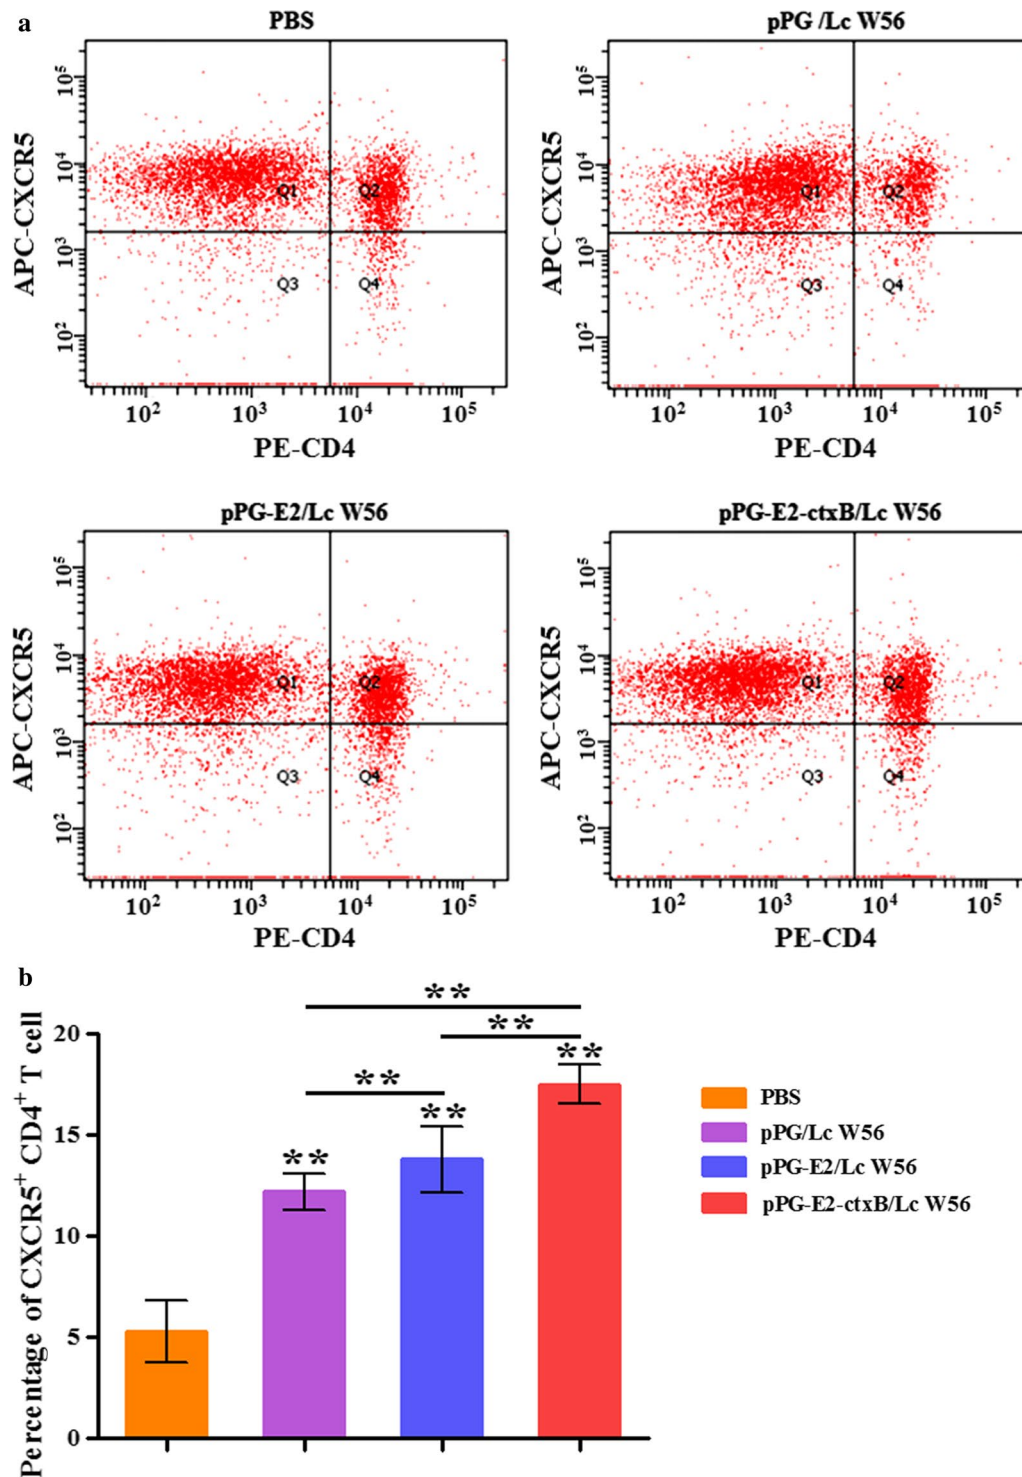 a
PBS
pPG /Lc W56
APC-CXCR5
10⁵
10⁴
10³
10²
Q1
Q2
Q3
Q4
10² 10³ 10⁴ 10⁵
PE-CD4
APC-CXCR5
10⁵
10⁴
10³
10²
Q1
Q2
Q3
Q4
10² 10³ 10⁴ 10⁵
PE-CD4
pPG-E2/Lc W56
pPG-E2-ctxB/Lc W56
APC-CXCR5
10⁵
10⁴
10³
10²
Q1
Q2
Q3
Q4
10² 10³ 10⁴ 10⁵
PE-CD4
APC-CXCR5
10⁵
10⁴
10³
10²
Q1
Q2
Q3
Q4
10² 10³ 10⁴ 10⁵
PE-CD4
b
Percentage of CXCR5⁺ CD4⁺ T cell
20
15
10
5
0
**
**
**
**
**
**
PBS
pPG/Lc W56
pPG-E2/Lc W56
pPG-E2-ctxB/Lc W56